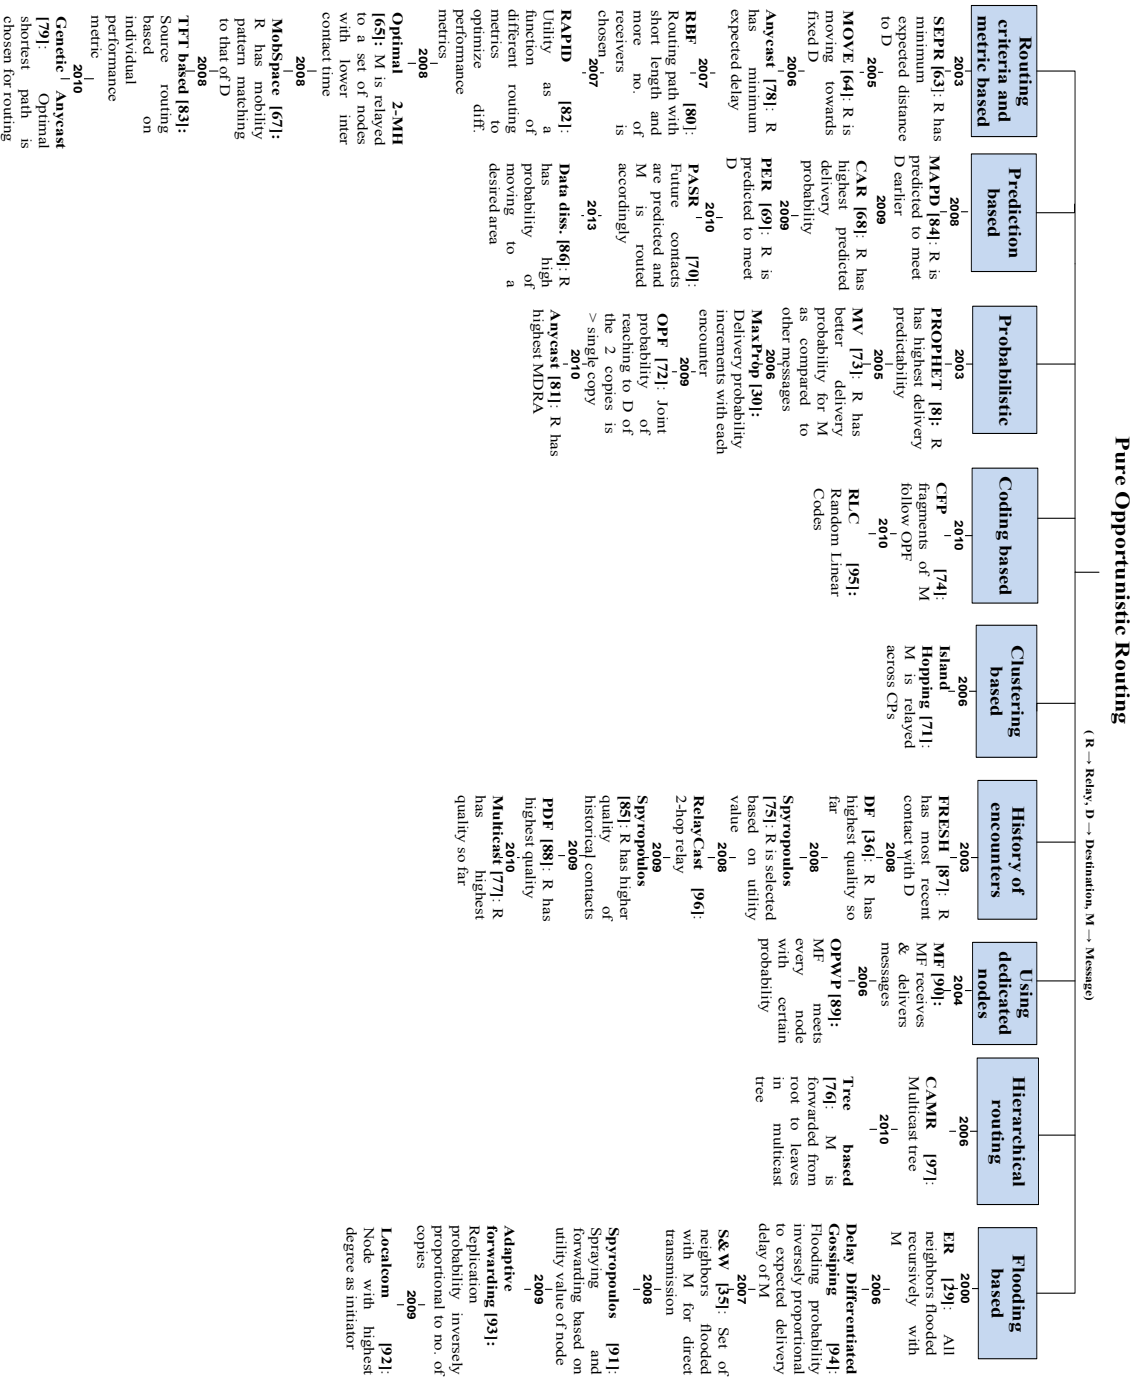 Pure Opportunistic Routing
( R → Relay, D → Destination, M → Message)
Routing
criteria and
metric based
2003
SEPR [63]: R has
minimum
expected distance
to D
2005
MOVE [64]: R is
moving towards
fixed D
2006
Anycast [78]: R
has minimum
expected delay
2007
RBF [80]:
Routing path with
short length and
more no. of
receivers is
chosen
2007
RAPID [82]:
Utility as a
function of
different routing
metrics to
optimize diff.
performance
metrics
2008
Optimal 2-MH
[65]: M is relayed
to a set of nodes
with lower inter
contact time
2008
MobSpace [67]:
R has mobility
pattern matching
to that of D
2008
TFT based [83]:
Source routing
based on
individual
performance
metric
2010
Genetic Anycast
[79]: Optimal
shortest path is
chosen for routing
Prediction
based
2008
MAPD [84]: R is
predicted to meet
D earlier
2009
CAR [68]: R has
highest predicted
delivery
probability
2009
PER [69]: R is
predicted to meet
D
2010
PASR [70]:
Future contacts
are predicted and
M is routed
accordingly
2013
Data diss. [86]: R
has high
probability of
moving to a
desired area
Probabilistic
2003
PROPHET [8]: R
has highest delivery
predictability
2005
MV [73]: R has
better delivery
probability for M
as compared to
other messages
2006
MaxProp [30]:
Delivery probability
increments with each
encounter
2009
OPF [72]: Joint
probability of
reaching to D of
the 2 copies is
> single copy
2010
Anycast [81]: R has
highest MDRA
Coding based
2010
CFP [74]:
fragments of M
follow OPF
2010
RLC [95]:
Random Linear
Codes
Clustering
based
2006
Island
Hopping [71]:
M is relayed
across CPs
History of
encounters
2003
FRESH [87]: R
has most recent
contact with D
2008
DF [36]: R has
highest quality so
far
2008
Spyropoulos
[75]: R is selected
based on utility
value
2008
RelayCast [96]:
2-hop relay
2009
Spyropoulos
[85]: R has higher
quality of
historical contacts
2009
PDF [88]: R has
highest quality
2010
Multicast [77]: R
has highest
quality so far
Using
dedicated
nodes
2004
MF [90]:
MF receives
& delivers
messages
2006
OPWP [89]:
MF meets
every node
with certain
probability
Hierarchical
routing
2006
CAMR [97]:
Multicast tree
2010
Tree based
[76]: M is
forwarded from
root to leaves
in multicast
tree
Flooding
based
2000
ER [29]: All
neighbors flooded
recursively with
M
2006
Delay Differentiated
Gossiping [94]:
Flooding probability
inversely proportional
to expected delivery
delay of M
2007
S&W [35]: Set of
neighbors flooded
with M for direct
transmission
2008
Spyropoulos [91]:
Spraying and
forwarding based on
utility value of node
2009
Adaptive
forwarding [93]:
Replication
probability inversely
proportional to no. of
copies
2009
Localcom [92]:
Node with highest
degree as initiator